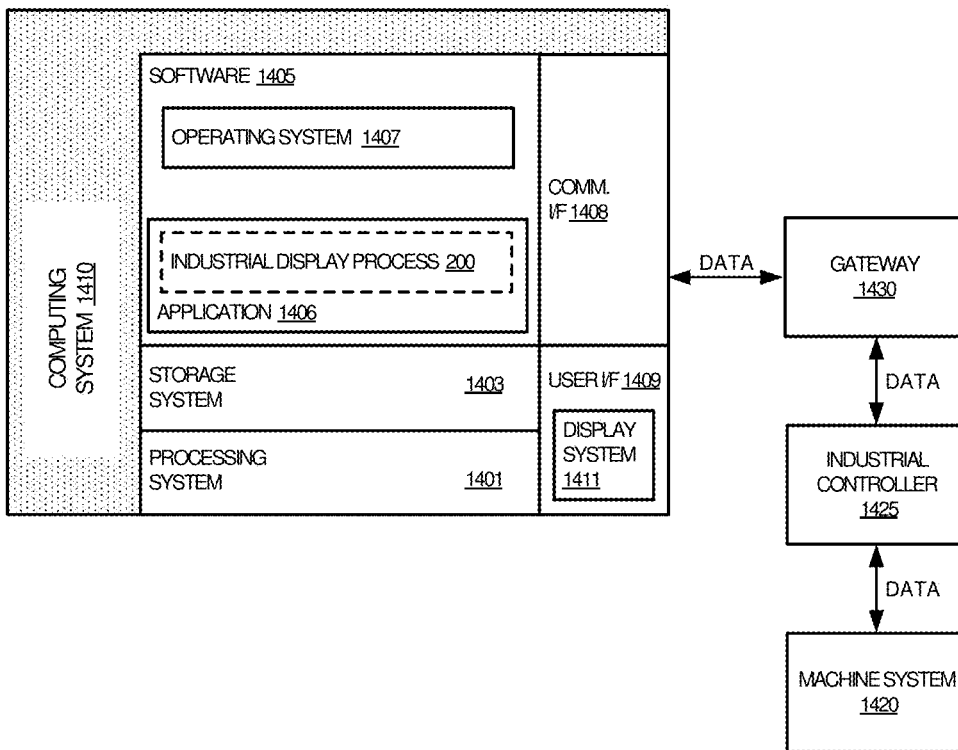 COMPUTING
SYSTEM 1410
SOFTWARE 1405
OPERATING SYSTEM 1407
INDUSTRIAL DISPLAY PROCESS 200
APPLICATION 1406
COMM.
I/F 1408
STORAGE
SYSTEM 1403
PROCESSING
SYSTEM 1401
USER I/F 1409
DISPLAY
SYSTEM
1411
DATA
GATEWAY
1430
DATA
INDUSTRIAL
CONTROLLER
1425
DATA
MACHINE SYSTEM
1420